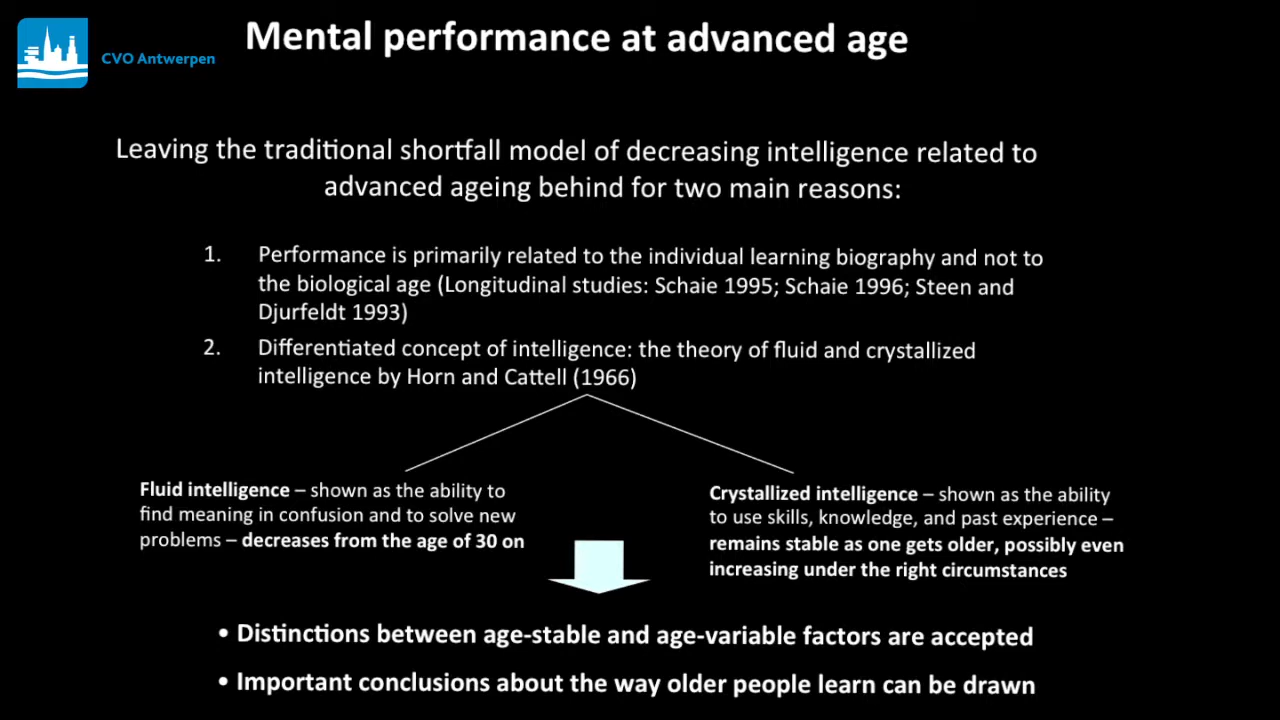 Mental performance at advanced age
CVO Antwerpen
Leaving the traditional shortfall model of decreasing intelligence related to
advanced ageing behind for two main reasons:
1. Performance is primarily related to the individual learning biography and not to
the biological age (Longitudinal studies: Schaie 1995; Schaie 1996; Steen and
Djurfeldt 1993)
2. Differentiated concept of intelligence: the theory of fluid and crystallized
intelligence by Horn and Cattell (1966)
Fluid intelligence – shown as the ability to
find meaning in confusion and to solve new
problems – decreases from the age of 30 on
Crystallized intelligence – shown as the ability
to use skills, knowledge, and past experience –
remains stable as one gets older, possibly even
increasing under the right circumstances
• Distinctions between age-stable and age-variable factors are accepted
• Important conclusions about the way older people learn can be drawn